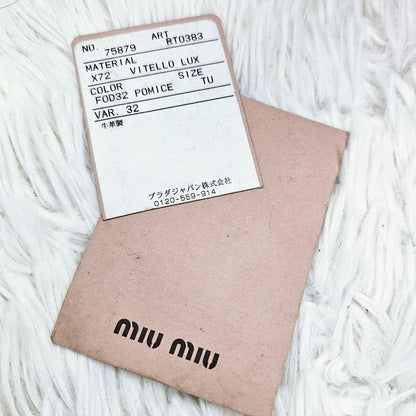 NO. 75879 ART RT0383
MATERIAL
X72 VITELLO LUX
COLOR SIZE
F0D32 POMICE TU
VAR. 32
牛革製
プラダジャパン株式会社
0120-559-914
miu miu